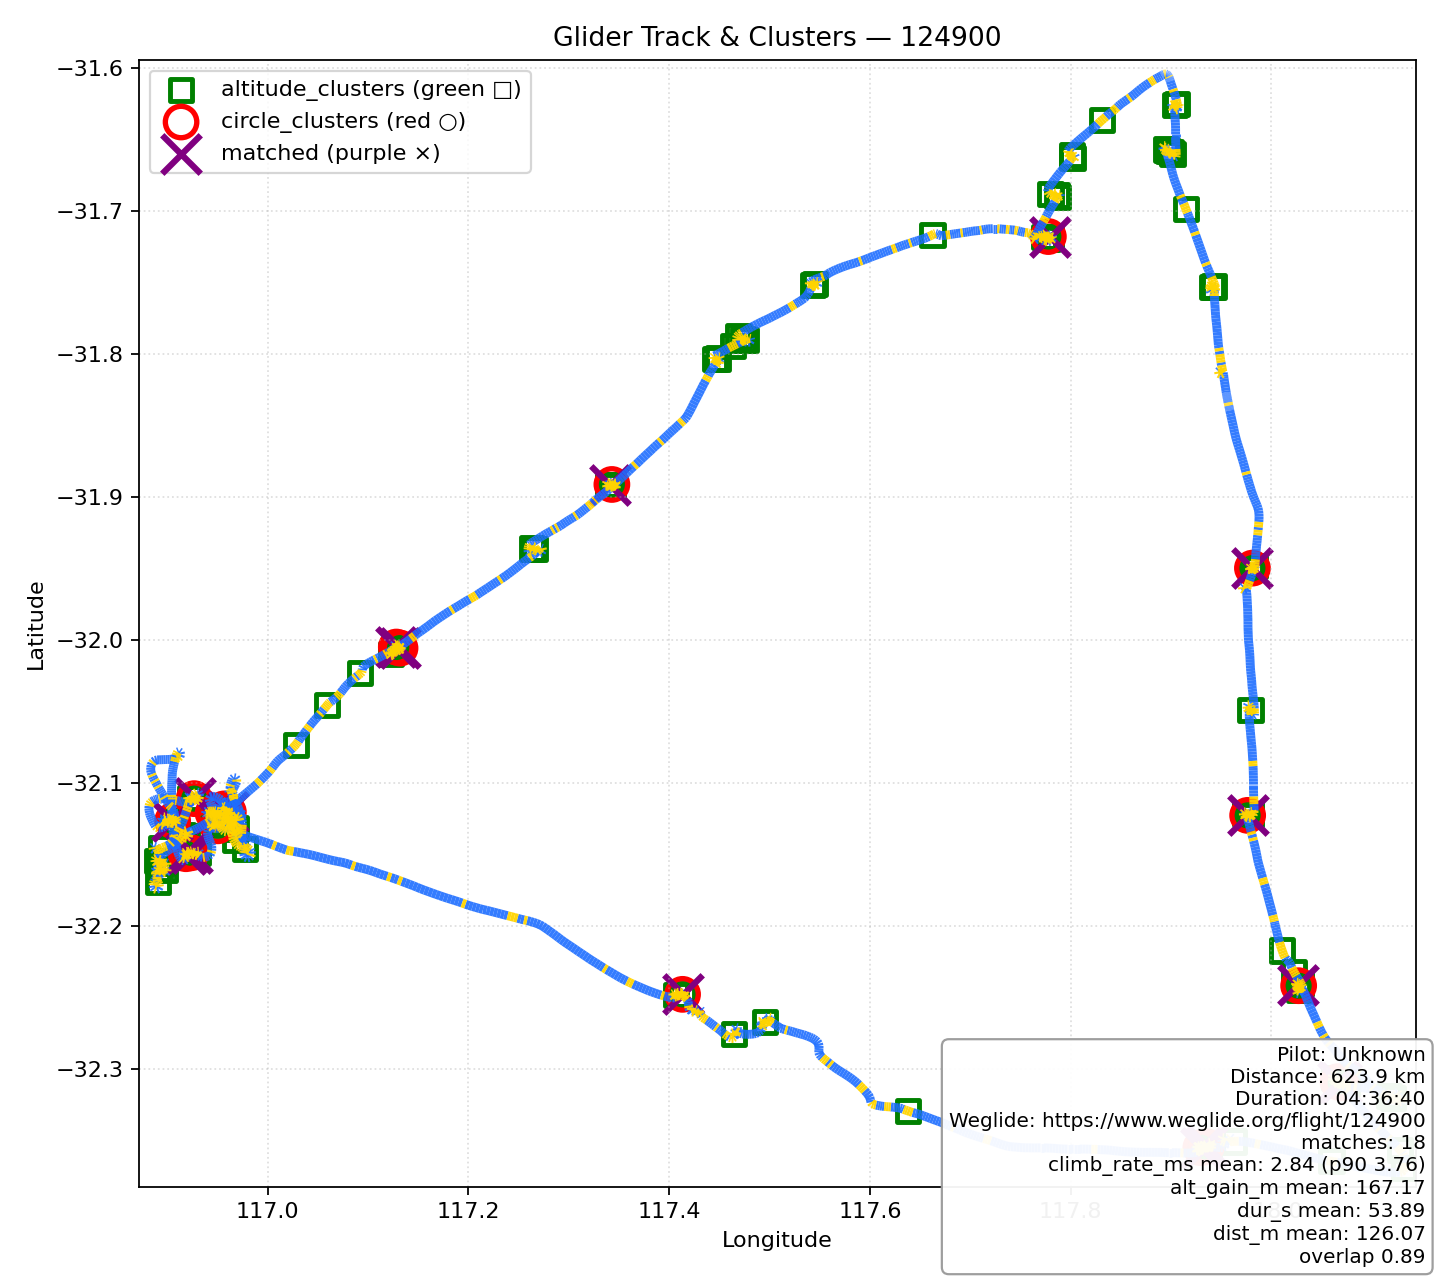 Glider Track & Clusters — 124900
altitude_clusters (green □)
circle_clusters (red ○)
matched (purple ×)
−31.6
−31.7
−31.8
−31.9
−32.0
−32.1
−32.2
−32.3
Latitude
117.0
117.2
117.4
117.6
117.8
Longitude
Pilot: Unknown
Distance: 623.9 km
Duration: 04:36:40
Weglide: https://www.weglide.org/flight/124900
matches: 18
climb_rate_ms mean: 2.84 (p90 3.76)
alt_gain_m mean: 167.17
dur_s mean: 53.89
dist_m mean: 126.07
overlap 0.89